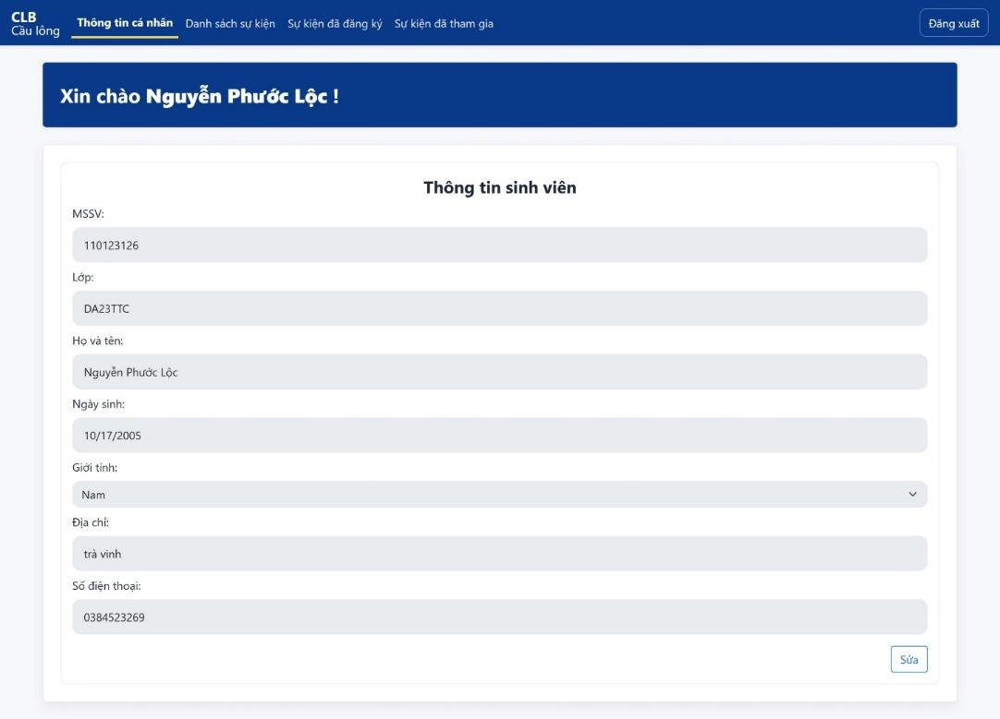 CLB
Cầu lông
Thông tin cá nhân
Danh sách sự kiện
Sự kiện đã đăng ký
Sự kiện đã tham gia
Đăng xuất
Xin chào Nguyễn Phước Lộc !
Thông tin sinh viên
MSSV:
110123126
Lớp:
DA23TTC
Họ và tên:
Nguyễn Phước Lộc
Ngày sinh:
10/17/2005
Giới tính:
Nam
Địa chỉ:
trà vinh
Số điện thoại:
0384523269
Sửa